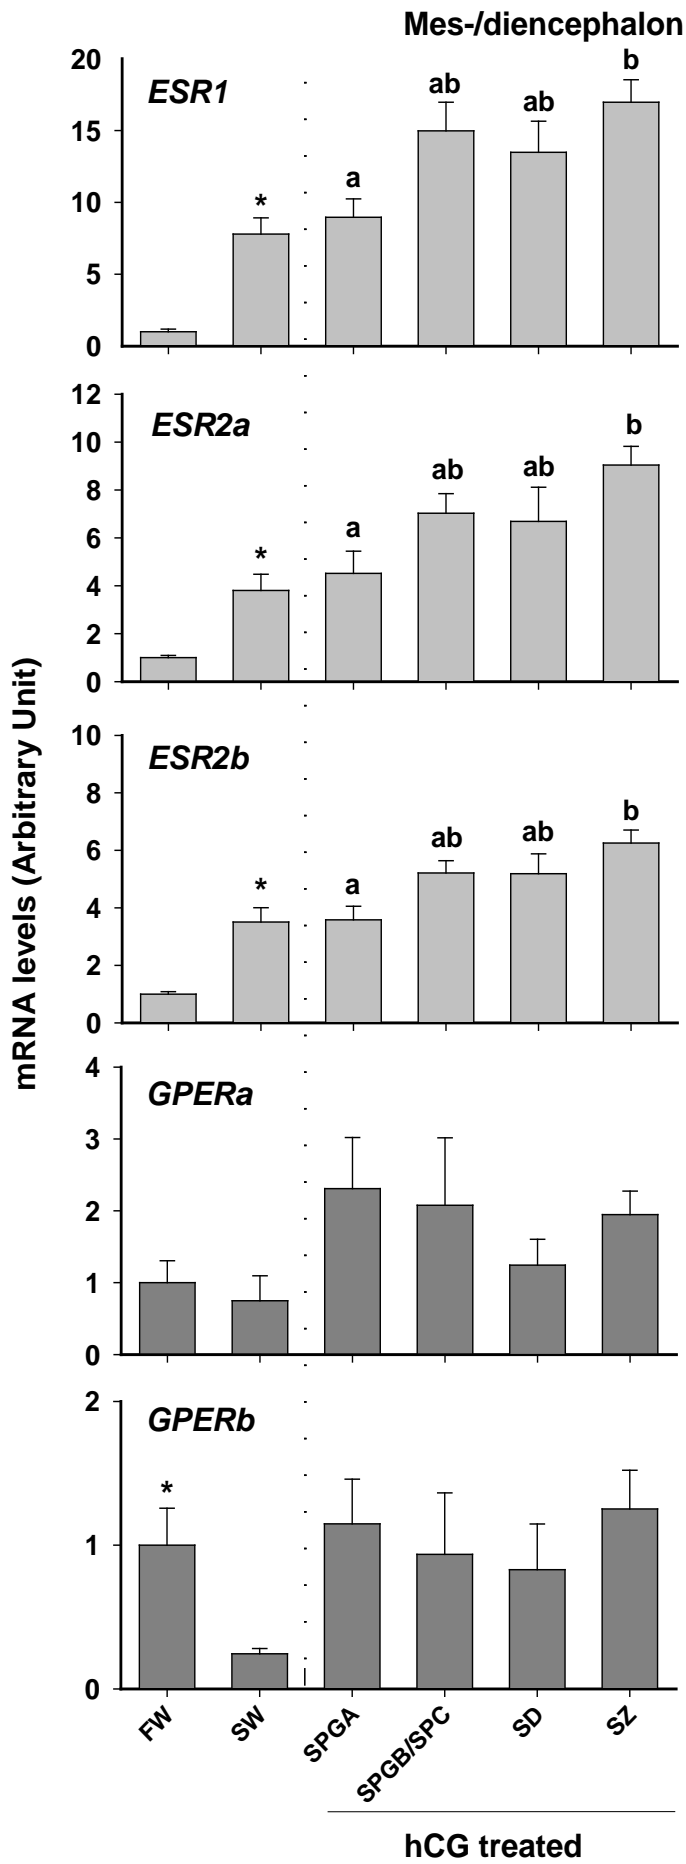 Mes-/diencephalon
mRNA levels (Arbitrary Unit)
ESR1
20
15
10
5
0
*
a
ab
ab
b
ESR2a
12
10
8
6
4
2
0
*
a
ab
ab
b
ESR2b
10
8
6
4
2
0
*
a
ab
ab
b
GPERa
4
3
2
1
0
GPERb
2
1
0
*
FW
SW
SPGA
SPGB/SPC
SD
SZ
hCG treated